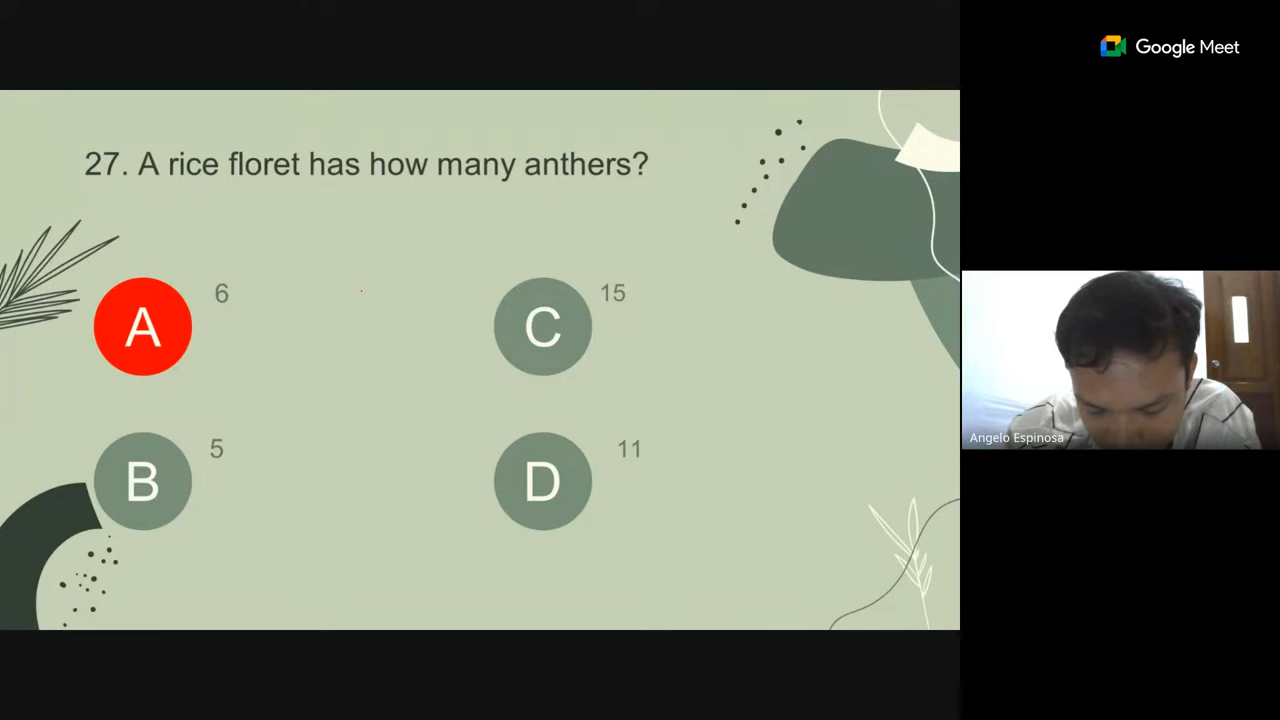 Google Meet
27. A rice floret has how many anthers?
A 6
C 15
B 5
D 11
Angelo Espinosa